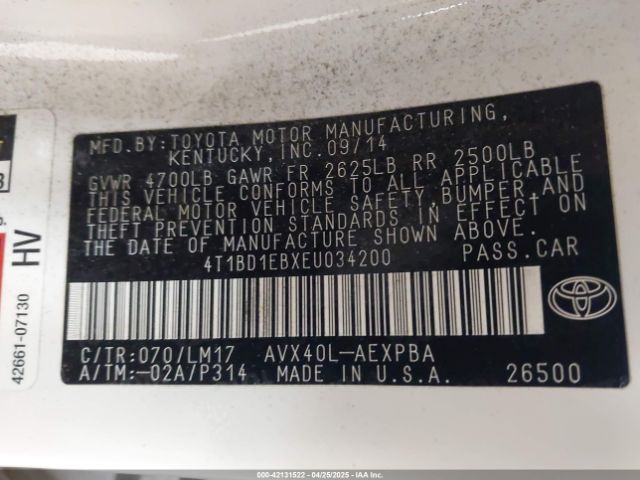 MFD. BY: TOYOTA MOTOR MANUFACTURING,
KENTUCKY, INC. 09/14
GVWR 4700LB GAWR FR 2625LB RR 2500LB
THIS VEHICLE CONFORMS TO ALL APPLICABLE
FEDERAL MOTOR VEHICLE SAFETY, BUMPER, AND
THEFT PREVENTION STANDARDS IN EFFECT ON
THE DATE OF MANUFACTURE SHOWN ABOVE.
4T1BD1EBXEU034200 PASS. CAR
C/TR: 070/LM17 AVX40L-AEXPBA
A/TM: -02A/P314 MADE IN U.S.A. 26500
42661-07130
HV
000-42131522 - 04/25/2025 - IAAI.COM